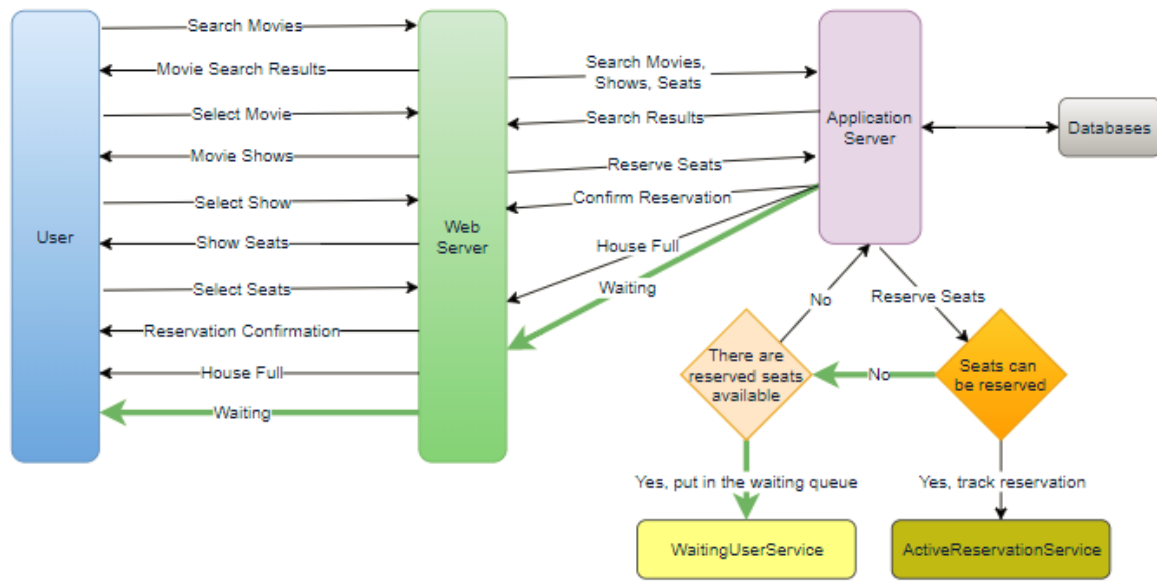 Search Movies
Movie Search Results
Select Movie
Movie Shows
Select Show
User
Show Seats
Select Seats
Reservation Confirmation
House Full
Waiting
Web
Server
Search Movies,
Shows, Seats
Search Results
Reserve Seats
Confirm Reservation
House Full
Waiting
Application
Server
Databases
No
Reserve Seats
There are
reserved seats
available
No
Seats can
be reserved
Yes, put in the waiting queue
Yes, track reservation
WaitingUserService
ActiveReservationService